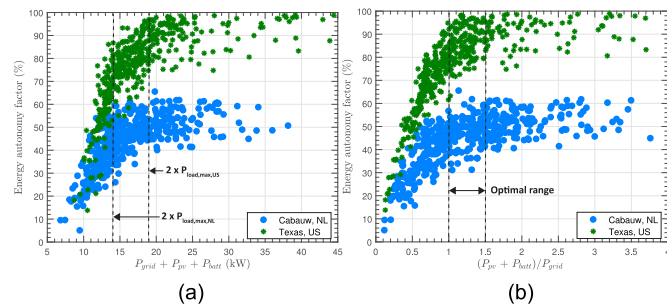 Energy autonomy factor (%)
100
90
80
70
60
50
40
30
20
10
0
2 x P_load,max,US
2 x P_load,max,NL
Cabauw, NL
Texas, US
5 10 15 20 25 30 35 40 45
P_grid + P_pv + P_batt (kW)
(a)
Energy autonomy factor (%)
100
90
80
70
60
50
40
30
20
10
0
Optimal range
Cabauw, NL
Texas, US
0 0.5 1 1.5 2 2.5 3 3.5 4
(P_pv + P_batt)/P_grid
(b)